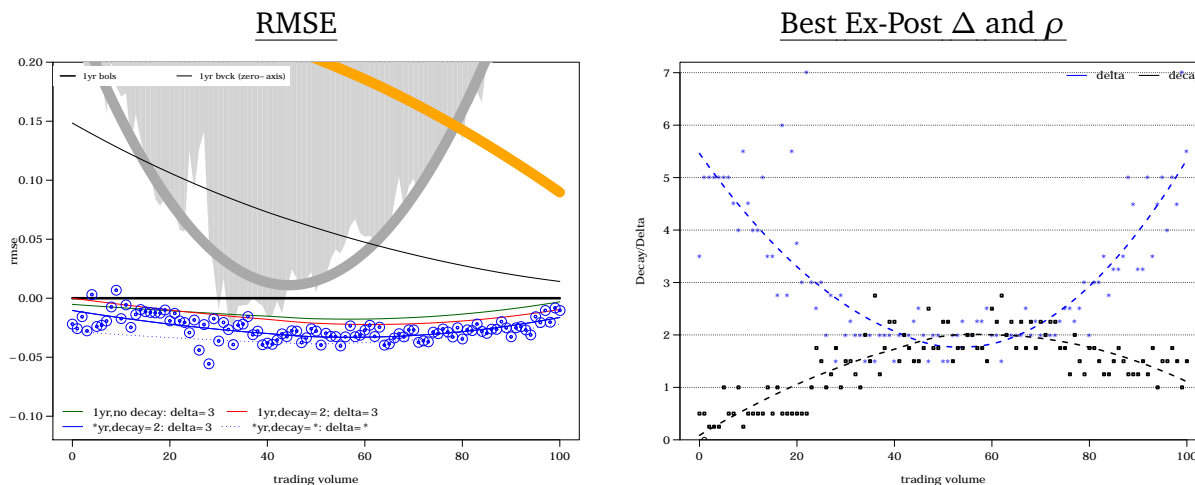 RMSE
1yr bols
1yr bvck (zero−axis)
0.20
0.15
0.10
0.05
0.00
−0.05
−0.10
rmse
1yr,no decay: delta=3
1yr,decay=2; delta=3
*yr,decay=2: delta=3
*yr,decay=*: delta=*
0 20 40 60 80 100
trading volume
Best Ex-Post Δ and ρ
delta
decay
7
6
5
4
3
2
1
0
Decay/Delta
0 20 40 60 80 100
trading volume